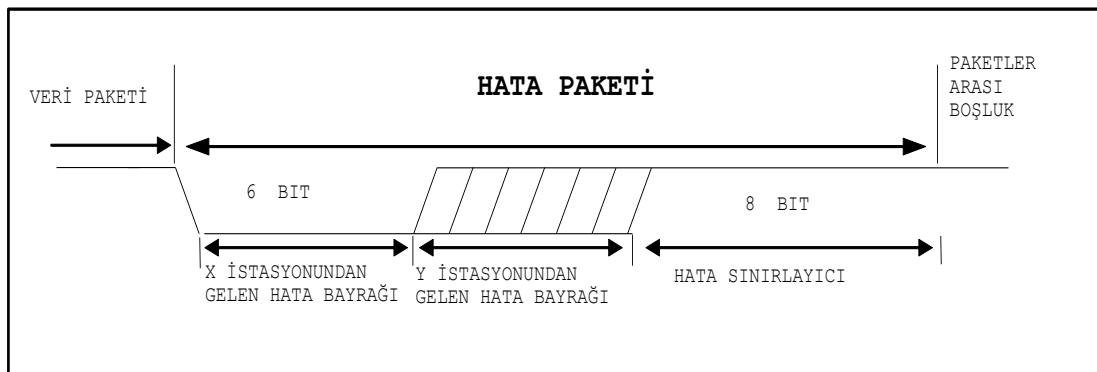 HATA PAKETİ
VERİ PAKETİ
PAKETLER
ARASI
BOŞLUK
6 BIT
8 BIT
X İSTASYONUNDAN
GELEN HATA BAYRAĞI
Y İSTASYONUNDAN
GELEN HATA BAYRAĞI
HATA SINIRLAYICI